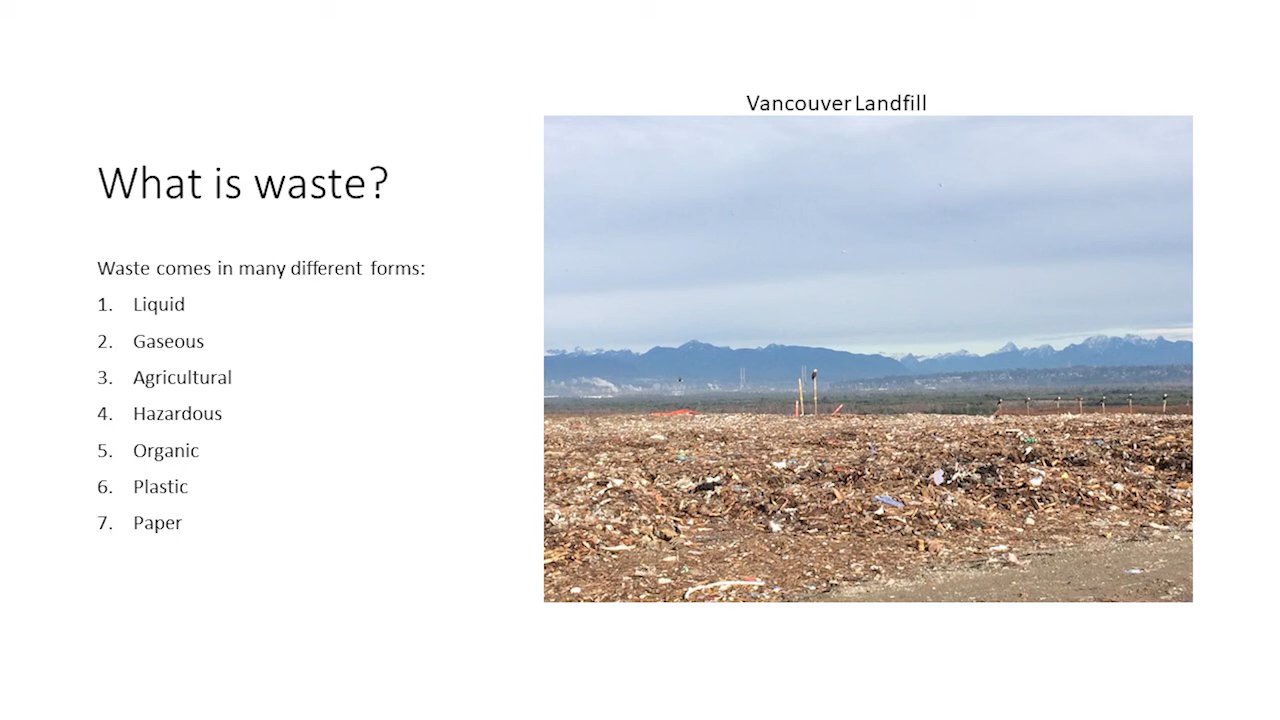 Vancouver Landfill
What is waste?
Waste comes in many different forms:
1. Liquid
2. Gaseous
3. Agricultural
4. Hazardous
5. Organic
6. Plastic
7. Paper